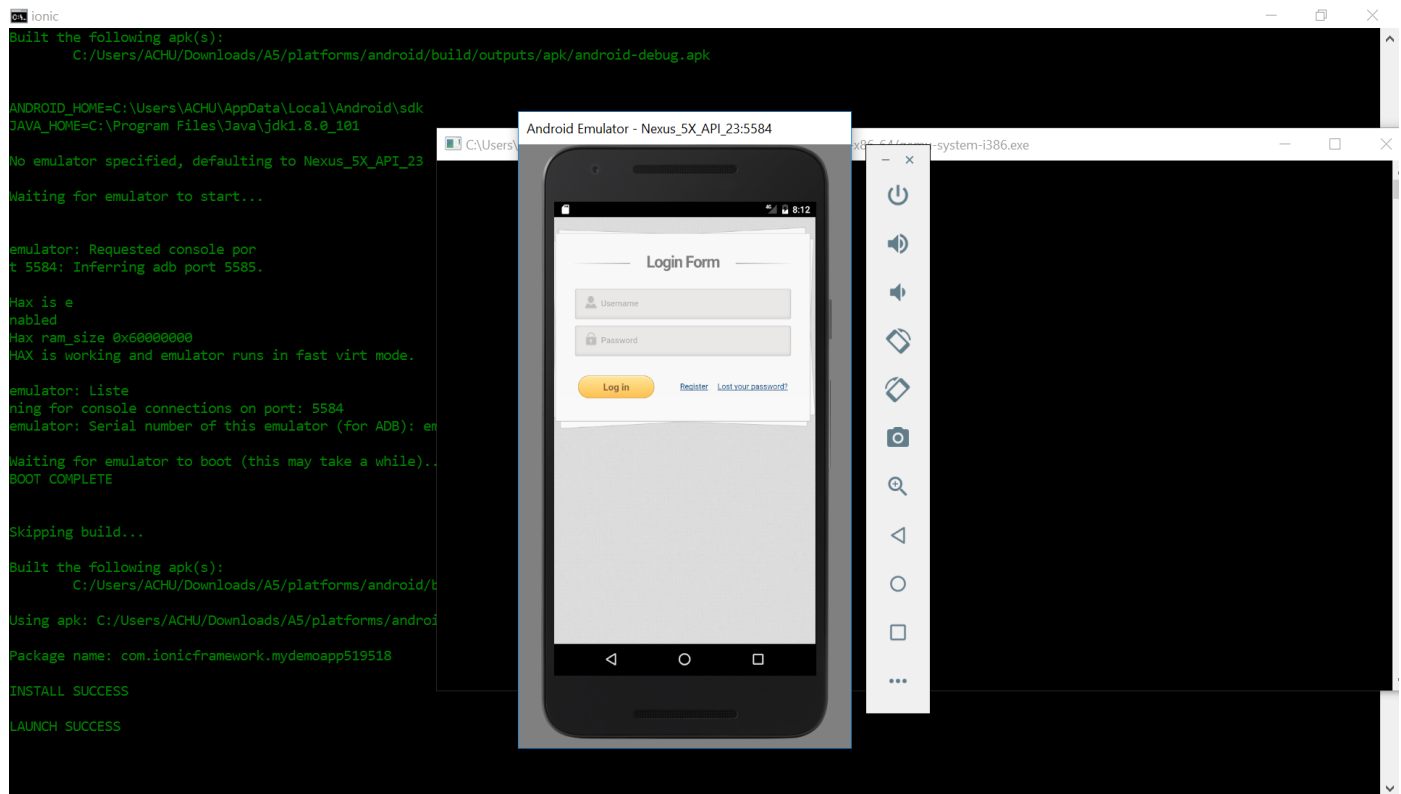 ionic
Built the following apk(s):
C:/Users/ACHU/Downloads/A5/platforms/android/build/outputs/apk/android-debug.apk
ANDROID_HOME=C:\Users\ACHU\AppData\Local\Android\sdk
JAVA_HOME=C:\Program Files\Java\jdk1.8.0_101
No emulator specified, defaulting to Nexus_5X_API_23
Waiting for emulator to start...
emulator: Requested console por
t 5584: Inferring adb port 5585.
Hax is e
nabled
Hax ram_size 0x60000000
HAX is working and emulator runs in fast virt mode.
emulator: Liste
ning for console connections on port: 5584
emulator: Serial number of this emulator (for ADB): em
Waiting for emulator to boot (this may take a while)..
BOOT COMPLETE
Skipping build...
Built the following apk(s):
C:/Users/ACHU/Downloads/A5/platforms/android/b
Using apk: C:/Users/ACHU/Downloads/A5/platforms/androi
Package name: com.ionicframework.mydemoapp519518
INSTALL SUCCESS
LAUNCH SUCCESS
C:\Users\
-system-i386.exe
Android Emulator - Nexus_5X_API_23:5584
8:12
Login Form
Username
Password
Log in Register Lost your password?